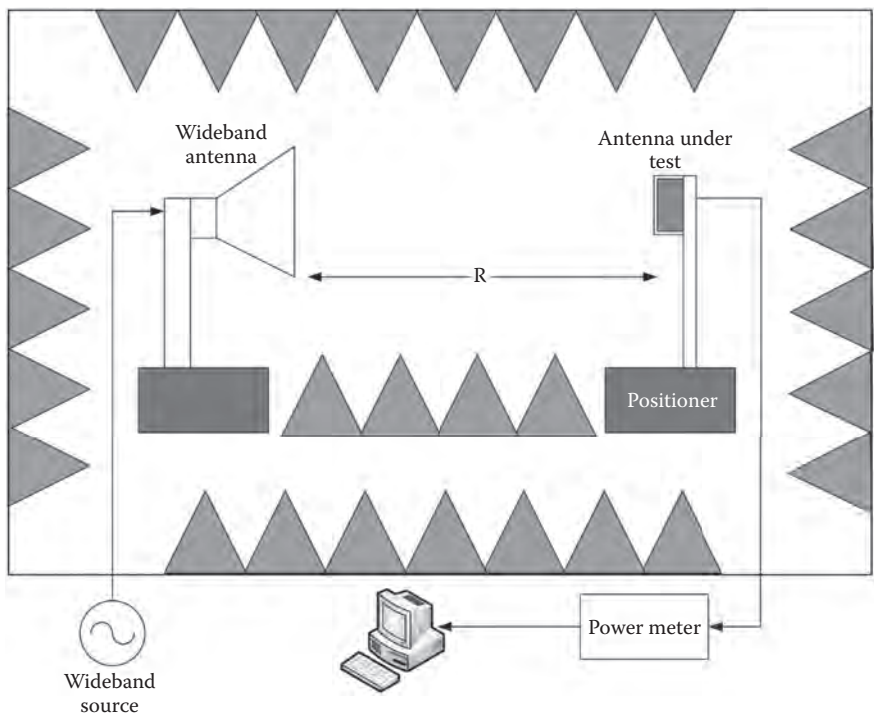 Wideband
antenna
Antenna under
test
R
Positioner
Power meter
Wideband
source